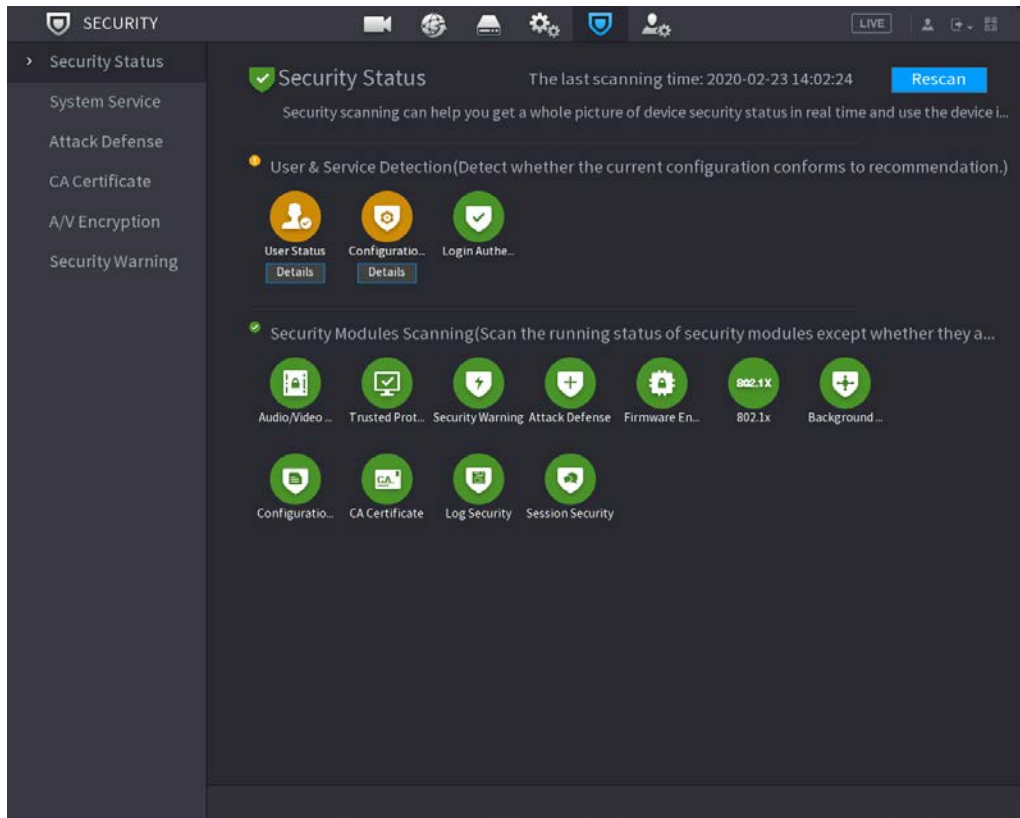 SECURITY
LIVE
Security Status
System Service
Attack Defense
CA Certificate
A/V Encryption
Security Warning
Security Status
The last scanning time: 2020-02-23 14:02:24
Rescan
Security scanning can help you get a whole picture of device security status in real time and use the device i...
User & Service Detection(Detect whether the current configuration conforms to recommendation.)
User Status
Configuratio...
Login Authe...
Details
Details
Security Modules Scanning(Scan the running status of security modules except whether they a...
802.1X
Audio/Video ...
Trusted Prot...
Security Warning
Attack Defense
Firmware En...
802.1x
Background ...
CA.
Configuratio...
CA Certificate
Log Security
Session Security